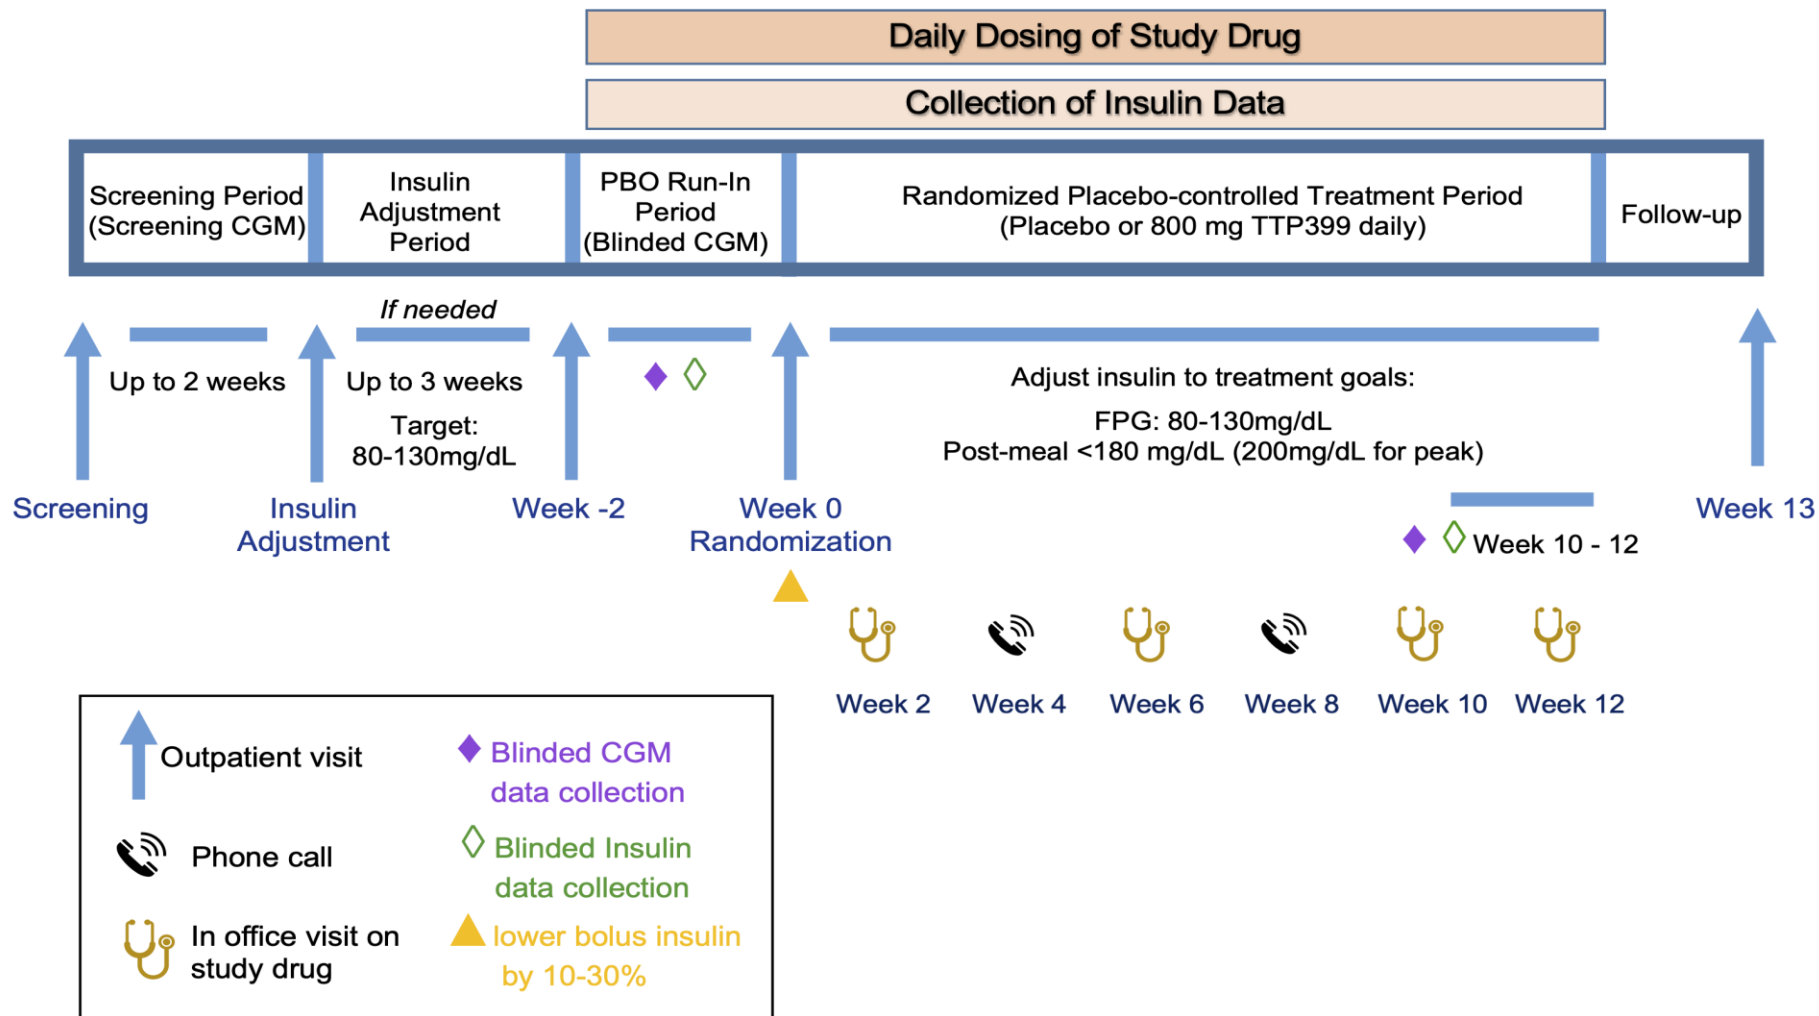 Daily Dosing of Study Drug
Collection of Insulin Data
Screening Period
(Screening CGM)
Insulin
Adjustment
Period
PBO Run-In
Period
(Blinded CGM)
Randomized Placebo-controlled Treatment Period
(Placebo or 800 mg TTP399 daily)
Follow-up
If needed
Up to 2 weeks
Up to 3 weeks
Target:
80-130mg/dL
Adjust insulin to treatment goals:
FPG: 80-130mg/dL
Post-meal <180 mg/dL (200mg/dL for peak)
Screening
Insulin
Adjustment
Week -2
Week 0
Randomization
Week 10 - 12
Week 13
Week 2
Week 4
Week 6
Week 8
Week 10
Week 12
Outpatient visit
Phone call
In office visit on
study drug
Blinded CGM
data collection
Blinded Insulin
data collection
lower bolus insulin
by 10-30%